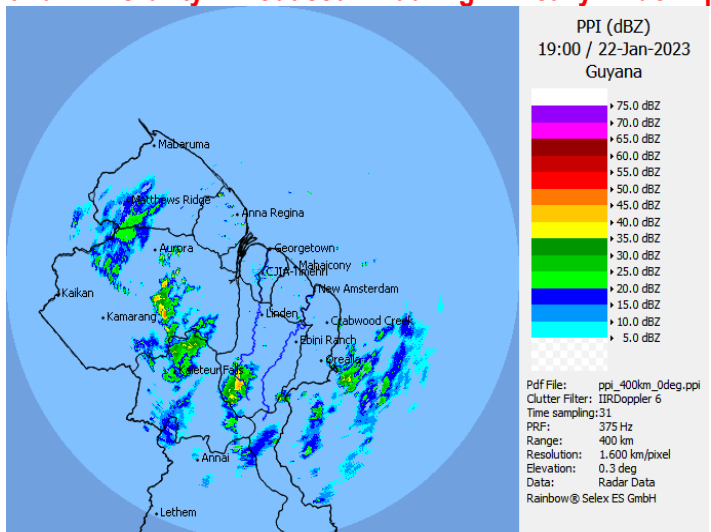 PPI (dBZ)
19:00 / 22-Jan-2023
Guyana
75.0 dBZ
70.0 dBZ
65.0 dBZ
60.0 dBZ
55.0 dBZ
50.0 dBZ
45.0 dBZ
40.0 dBZ
35.0 dBZ
30.0 dBZ
25.0 dBZ
20.0 dBZ
15.0 dBZ
10.0 dBZ
5.0 dBZ
Pdf File: ppi_400km_0deg.ppi
Clutter Filter: IIRDoppler 6
Time sampling:31
PRF: 375 Hz
Range: 400 km
Resolution: 1.600 km/pixel
Elevation: 0.3 deg
Data: Radar Data
Rainbow® Selex ES GmbH
Mabaruma
Matthews Ridge
Anna Regina
Aurora
Georgetown
Mahaicony
CJIA-Timehri
Kaikan
New Amsterdam
Kamarang
Linden
Crabwood Creek
Ebini Ranch
Orealla
Kaieteur Falls
Annai
Lethem